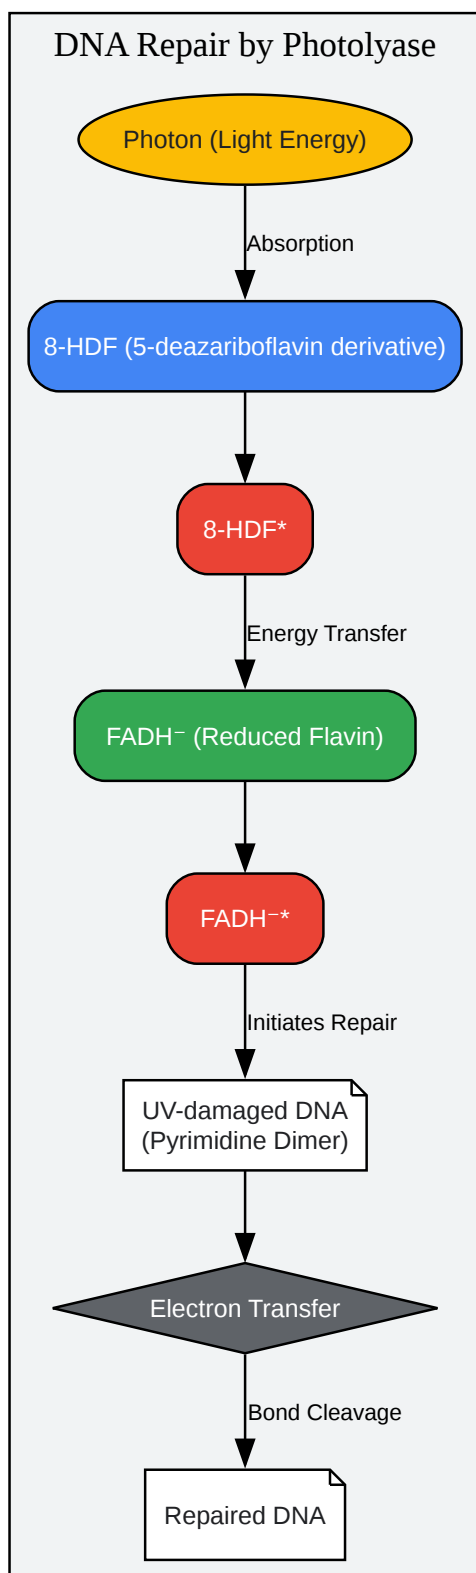 DNA Repair by Photolyase
Photon (Light Energy)
Absorption
8-HDF (5-deazariboflavin derivative)
8-HDF*
Energy Transfer
FADH⁻ (Reduced Flavin)
FADH⁻*
Initiates Repair
UV-damaged DNA
(Pyrimidine Dimer)
Electron Transfer
Bond Cleavage
Repaired DNA